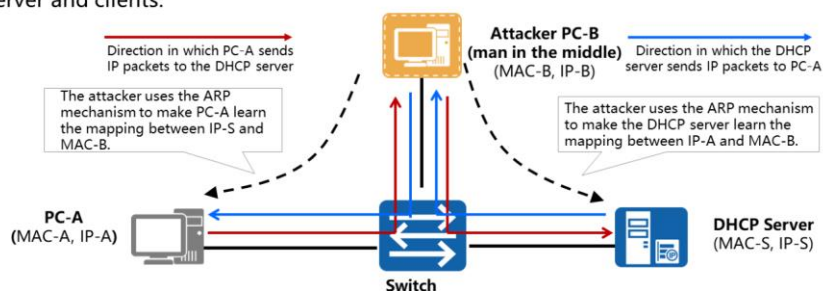 erver and clients.
Direction in which PC-A sends
IP packets to the DHCP server
Attacker PC-B
(man in the middle)
(MAC-B, IP-B)
Direction in which the DHCP
server sends IP packets to PC-A
The attacker uses the ARP
mechanism to make PC-A learn
the mapping between IP-S and
MAC-B.
The attacker uses the ARP mechanism
to make the DHCP server learn the
mapping between IP-A and MAC-B.
PC-A
(MAC-A, IP-A)
DHCP Server
(MAC-S, IP-S)
Switch